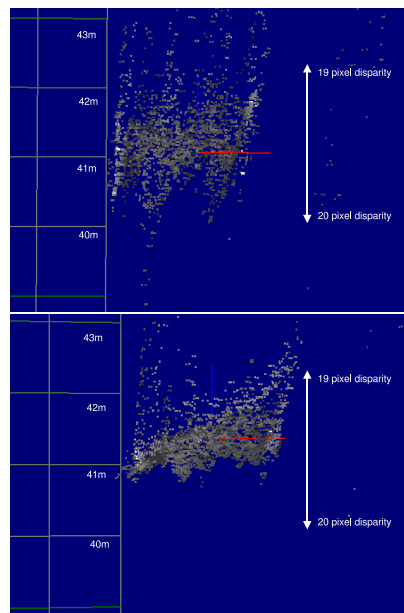 43m
19 pixel disparity
42m
41m
20 pixel disparity
40m
43m
19 pixel disparity
42m
41m
20 pixel disparity
40m